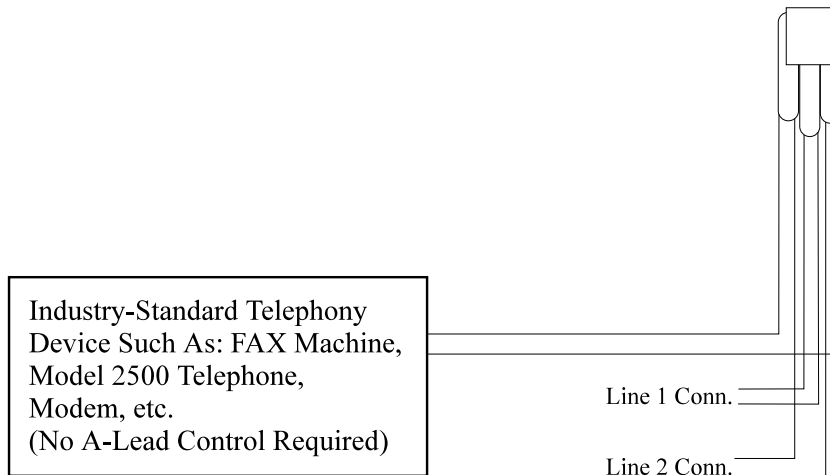 Industry-Standard Telephony
Device Such As: FAX Machine,
Model 2500 Telephone,
Modem, etc.
(No A-Lead Control Required)
Line 1 Conn.
Line 2 Conn.